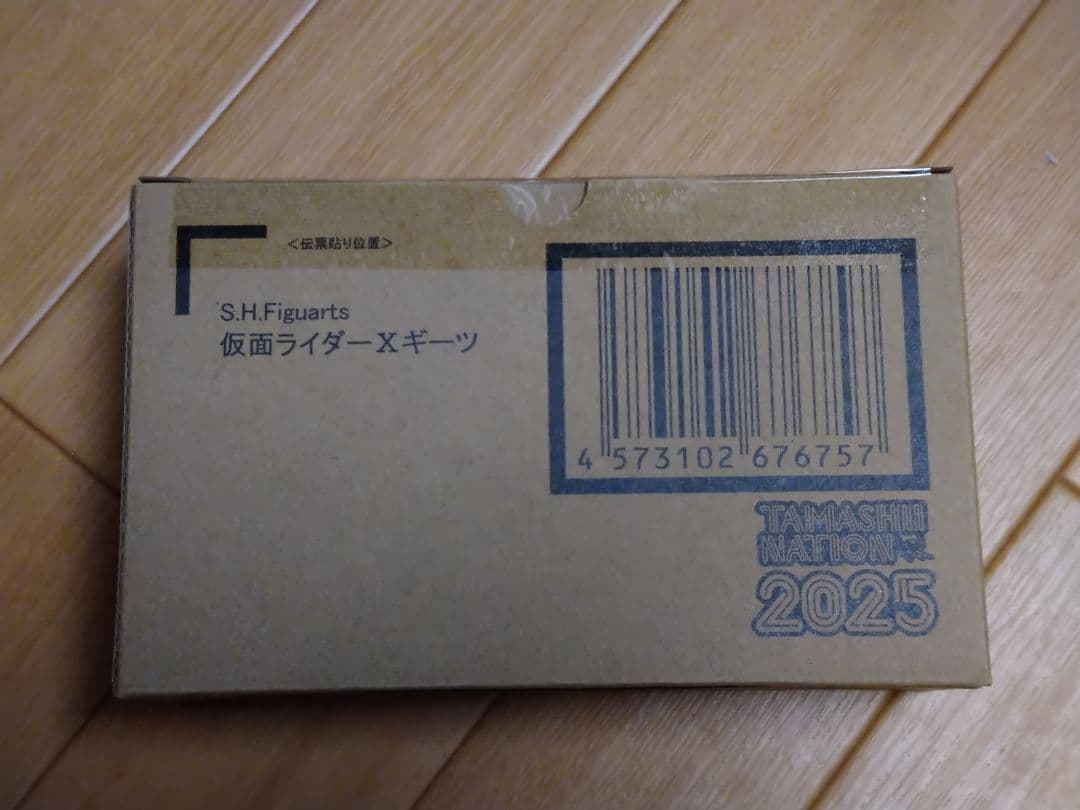 <伝票貼り位置>
S.H.Figuarts
仮面ライダーXギーツ
4 573102 676757
TAMASHII
NATION
2025